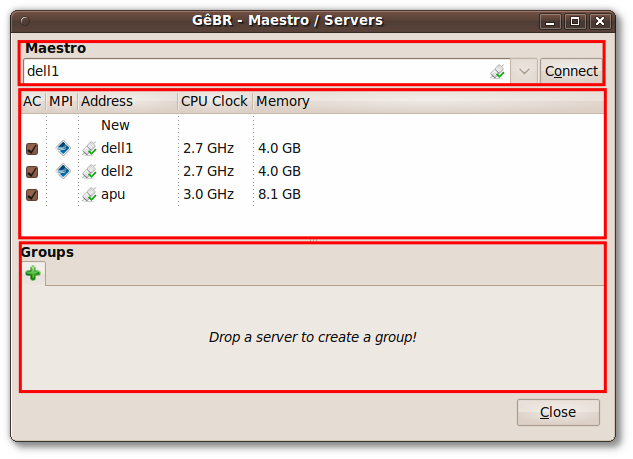 GêBR - Maestro / Servers
Maestro
dell1 Connect
AC MPI Address CPU Clock Memory
New
dell1 2.7 GHz 4.0 GB
dell2 2.7 GHz 4.0 GB
apu 3.0 GHz 8.1 GB
Groups
Drop a server to create a group!
Close